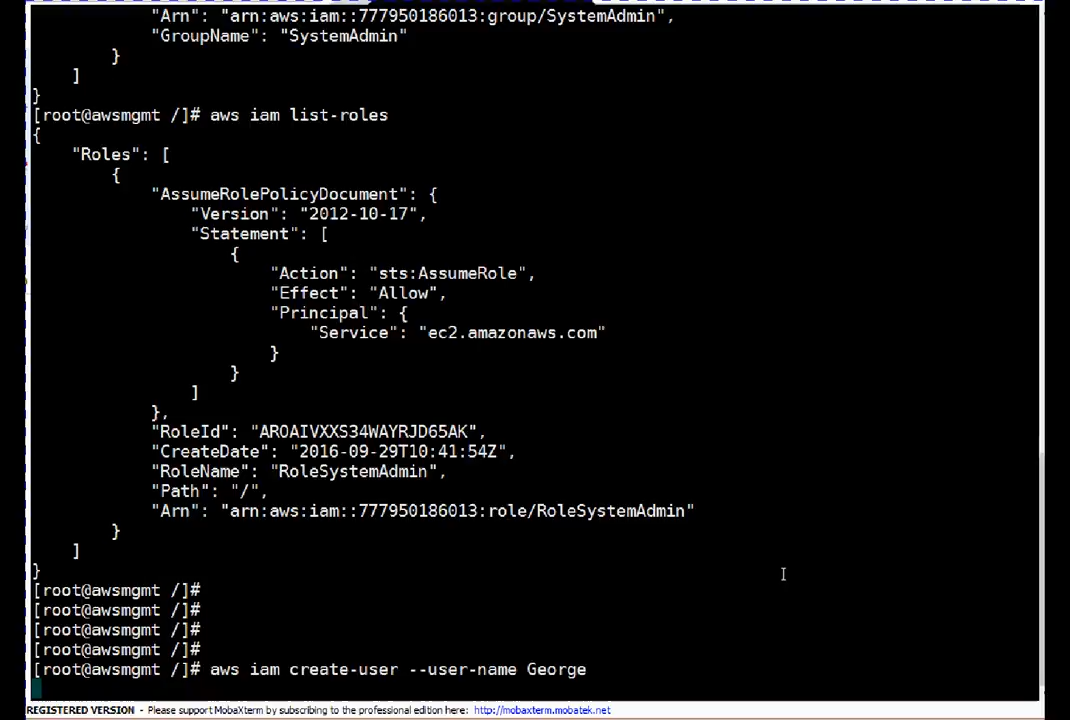 "Arn": "arn:aws:iam::777950186013:group/SystemAdmin",
"GroupName": "SystemAdmin"
}
]
}
[root@awsmgmt /]# aws iam list-roles
{
"Roles": [
{
"AssumeRolePolicyDocument": {
"Version": "2012-10-17",
"Statement": [
{
"Action": "sts:AssumeRole",
"Effect": "Allow",
"Principal": {
"Service": "ec2.amazonaws.com"
}
}
]
},
"RoleId": "AROAIVXXS34WAYRJD65AK",
"CreateDate": "2016-09-29T10:41:54Z",
"RoleName": "RoleSystemAdmin",
"Path": "/",
"Arn": "arn:aws:iam::777950186013:role/RoleSystemAdmin"
}
]
}
[root@awsmgmt /]#
[root@awsmgmt /]#
[root@awsmgmt /]#
[root@awsmgmt /]#
[root@awsmgmt /]# aws iam create-user --user-name George
REGISTERED VERSION - Please support MobaXterm by subscribing to the professional edition here: http://mobaxterm.mobatek.net